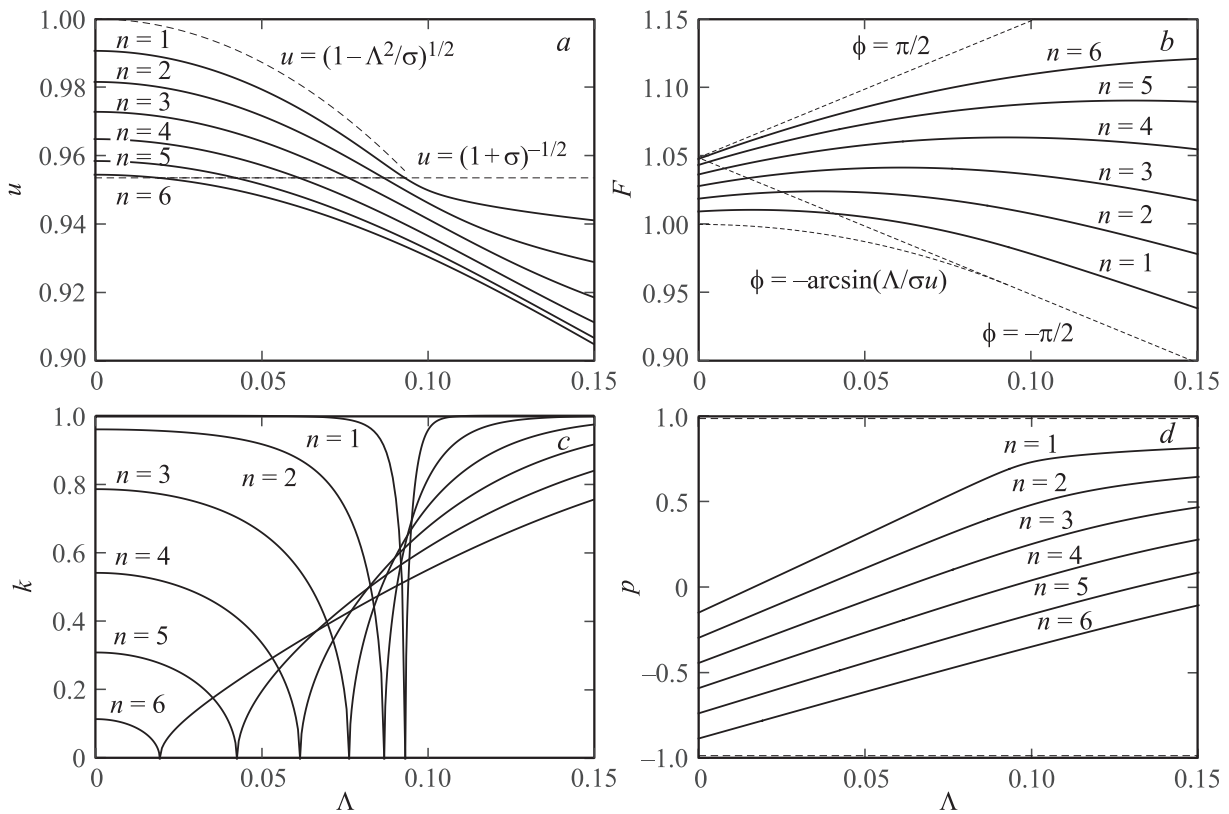 1.00
n = 1
n = 2
0.98
n = 3
n = 4
0.96
n = 5
n = 6
u
0.94
0.92
0.90
u = (1−Λ²/σ)^1/2
a
u = (1+σ)^−1/2
0
0.05
0.10
0.15
1.15
ϕ = π/2
b
n = 6
1.10
n = 5
n = 4
1.05
n = 3
F
n = 2
1.00
n = 1
ϕ = −arcsin(Λ/σu)
0.95
ϕ = −π/2
0.90
0
0.05
0.10
0.15
1.0
n = 1
c
n = 2
n = 3
0.8
0.6
n = 4
k
0.4
n = 5
0.2
n = 6
0
0
0.05
0.10
0.15
Λ
1.0
d
n = 1
n = 2
0.5
n = 3
n = 4
0
n = 5
p
n = 6
−0.5
−1.0
0
0.05
0.10
0.15
Λ